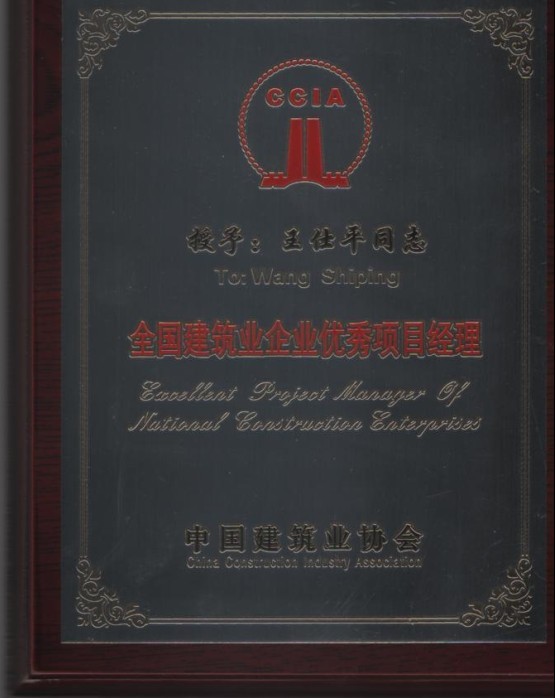 CCIA
授予：王仕平同志
To: Wang Shiping
全国建筑业企业优秀项目经理
Excellent Project Manager Of
National Construction Enterprises
中国建筑业协会
China Construction Industry Association